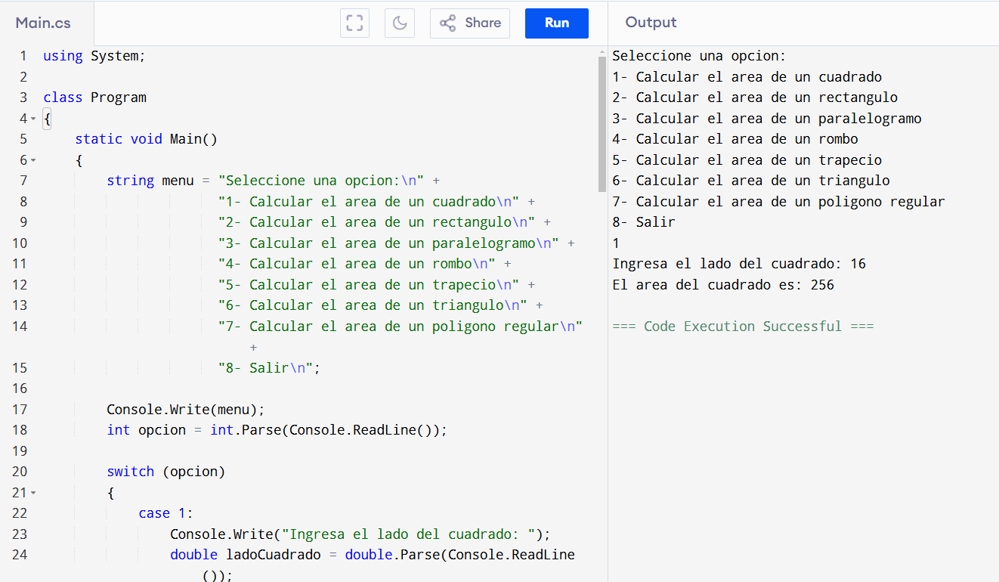 Main.cs
Share
Run
Output
1 using System;
2
3 class Program
4 {
5 static void Main()
6 {
7 string menu = "Seleccione una opcion:\n" +
8 "1- Calcular el area de un cuadrado\n" +
9 "2- Calcular el area de un rectangulo\n" +
10 "3- Calcular el area de un paralelogramo\n" +
11 "4- Calcular el area de un rombo\n" +
12 "5- Calcular el area de un trapecio\n" +
13 "6- Calcular el area de un triangulo\n" +
14 "7- Calcular el area de un poligono regular\n"
+
15 "8- Salir\n";
16
17 Console.Write(menu);
18 int opcion = int.Parse(Console.ReadLine());
19
20 switch (opcion)
21 {
22 case 1:
23 Console.Write("Ingresa el lado del cuadrado: ");
24 double ladoCuadrado = double.Parse(Console.ReadLine
());
Seleccione una opcion:
1- Calcular el area de un cuadrado
2- Calcular el area de un rectangulo
3- Calcular el area de un paralelogramo
4- Calcular el area de un rombo
5- Calcular el area de un trapecio
6- Calcular el area de un triangulo
7- Calcular el area de un poligono regular
8- Salir
1
Ingresa el lado del cuadrado: 16
El area del cuadrado es: 256
=== Code Execution Successful ===